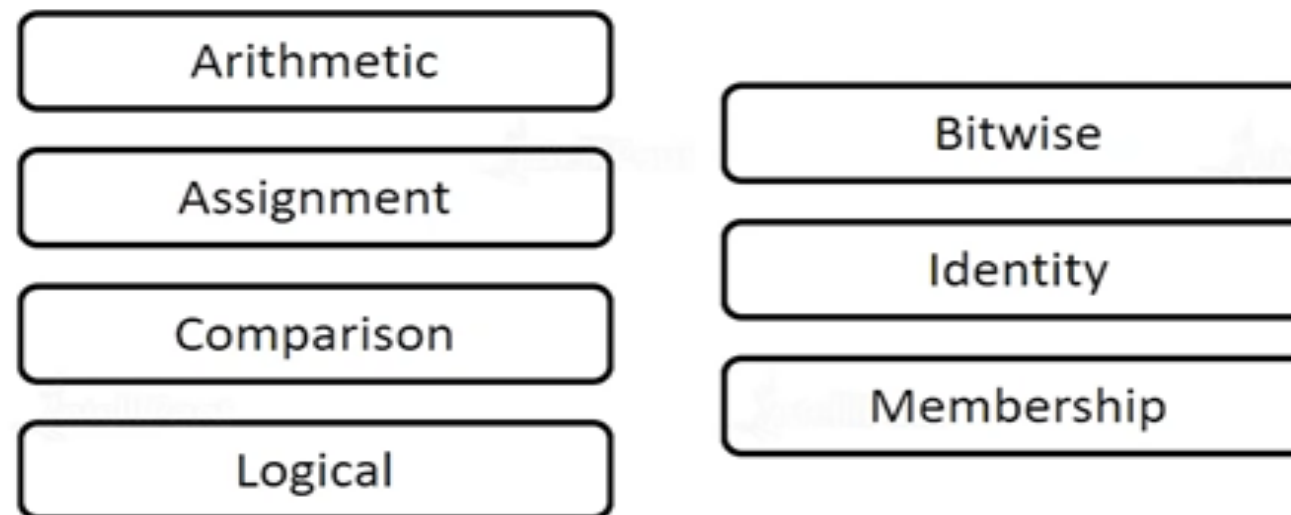 Arithmetic
Assignment
Comparison
Logical
Bitwise
Identity
Membership